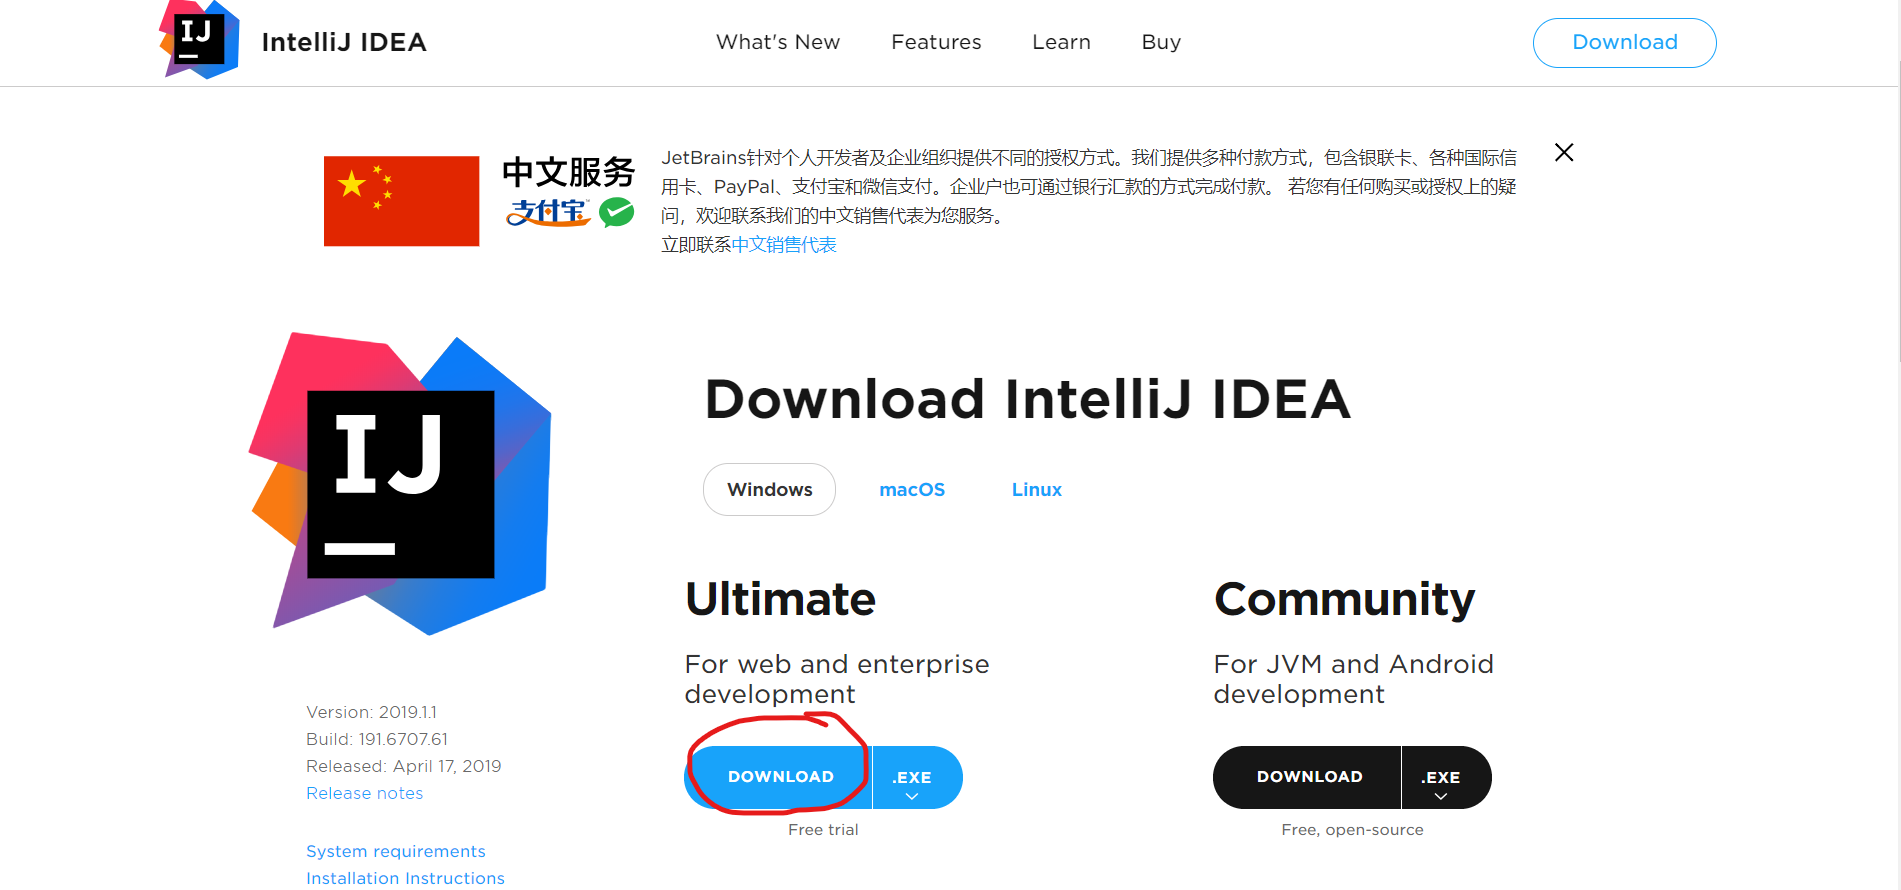 IJ
IntelliJ IDEA
What's New
Features
Learn
Buy
Download
中文服务
支付宝
JetBrains针对个人开发者及企业组织提供不同的授权方式。我们提供多种付款方式，包含银联卡、各种国际信
用卡、PayPal、支付宝和微信支付。企业户也可通过银行汇款的方式完成付款。 若您有任何购买或授权上的疑
问，欢迎联系我们的中文销售代表为您服务。
立即联系中文销售代表
IJ
Download IntelliJ IDEA
Windows
macOS
Linux
Ultimate
For web and enterprise
development
DOWNLOAD
.EXE
Free trial
Community
For JVM and Android
development
DOWNLOAD
.EXE
Free, open-source
Version: 2019.1.1
Build: 191.6707.61
Released: April 17, 2019
Release notes
System requirements
Installation Instructions